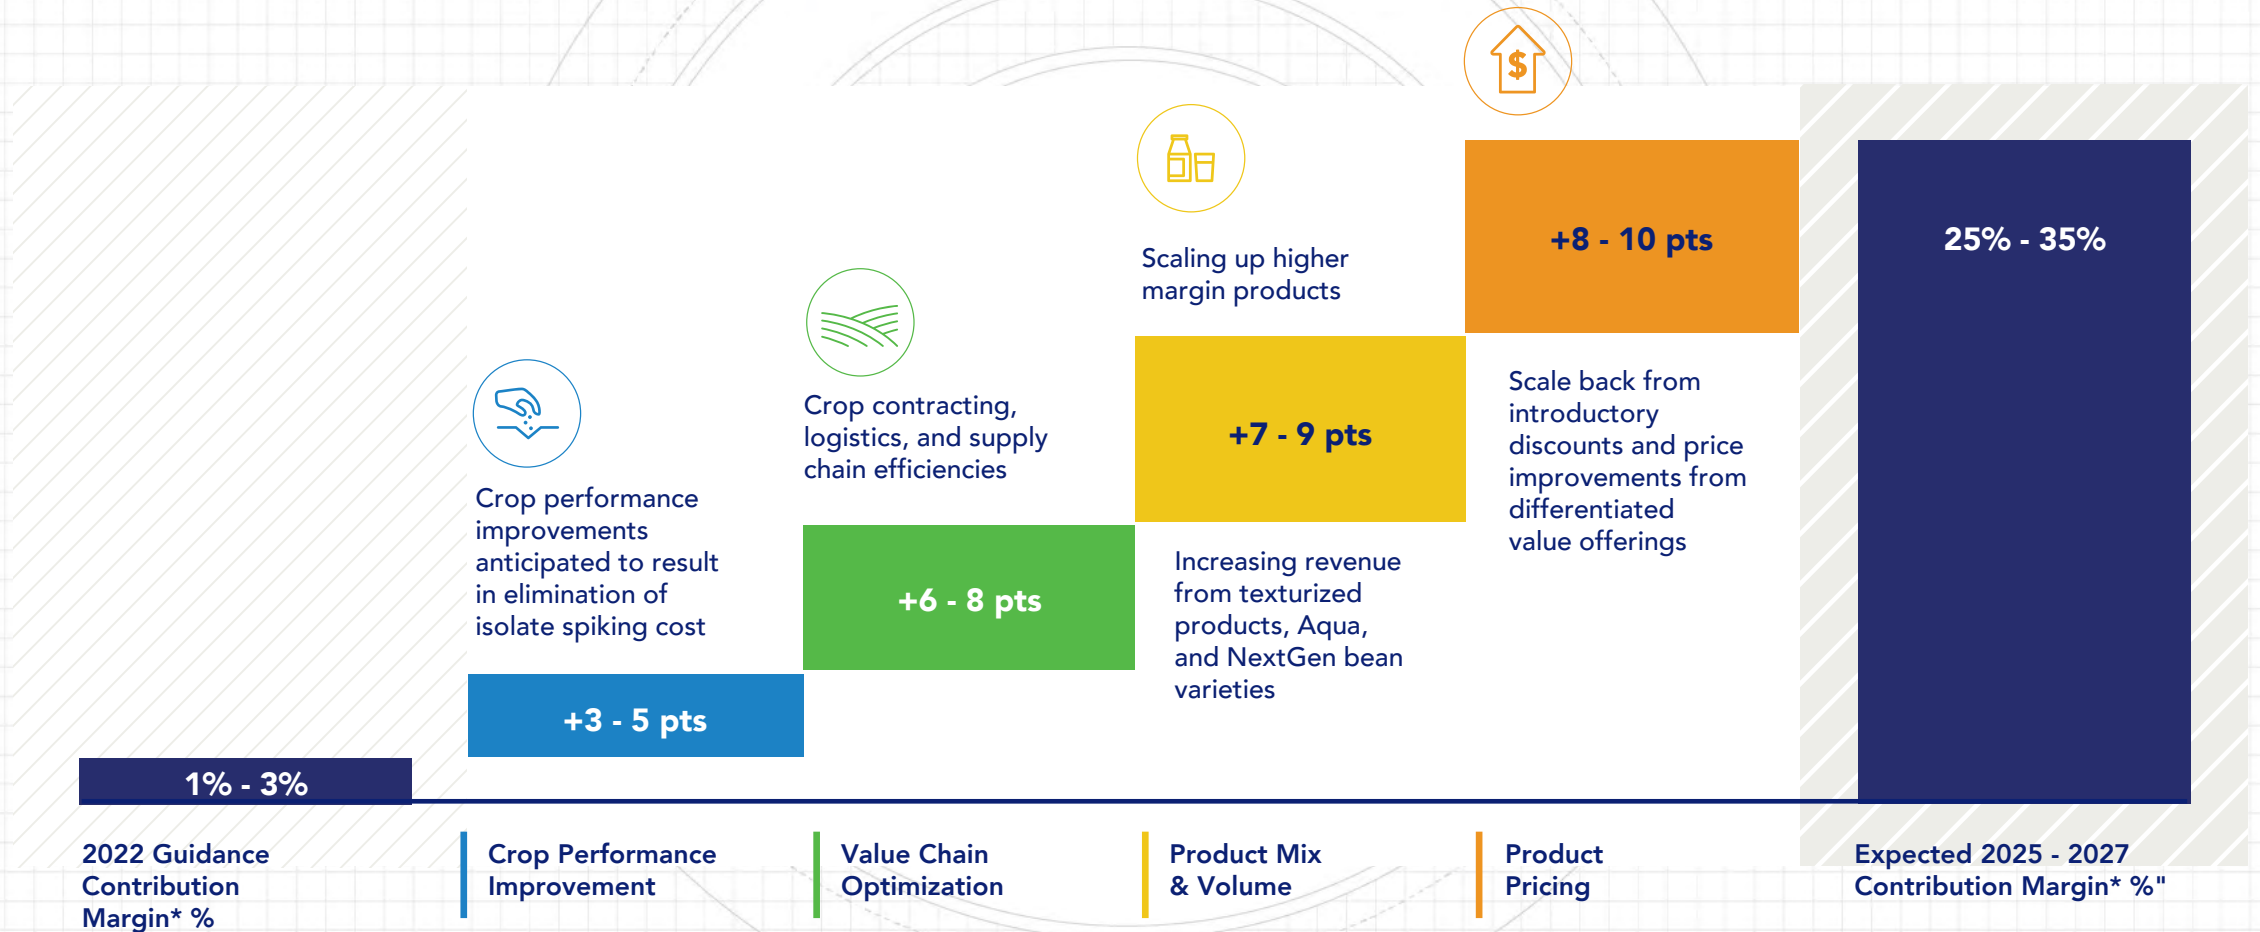 $
+8 - 10 pts
25% - 35%
Scaling up higher
margin products
Scale back from
introductory
discounts and price
improvements from
differentiated
value offerings
Crop contracting,
logistics, and supply
chain efficiencies
+7 - 9 pts
Crop performance
improvements
anticipated to result
in elimination of
isolate spiking cost
+6 - 8 pts
Increasing revenue
from texturized
products, Aqua,
and NextGen bean
varieties
+3 - 5 pts
1% - 3%
2022 Guidance
Contribution
Margin* %
Crop Performance
Improvement
Value Chain
Optimization
Product Mix
& Volume
Product
Pricing
Expected 2025 - 2027
Contribution Margin* %"